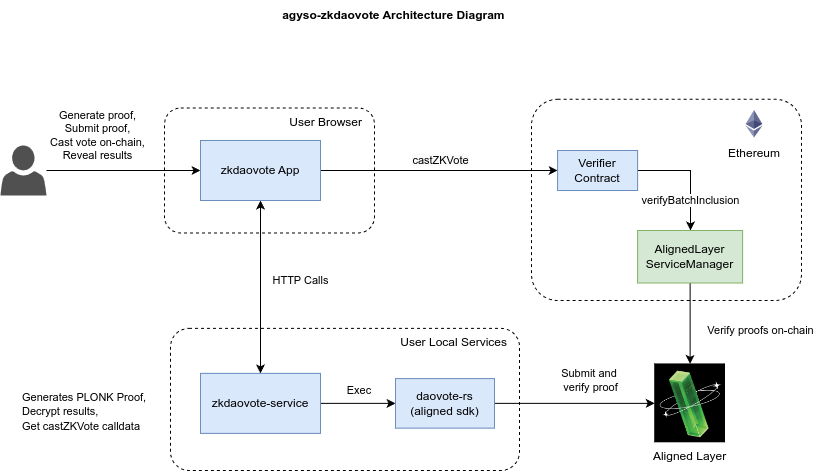 agyso-zkdaovote Architecture Diagram
Generate proof,
Submit proof,
Cast vote on-chain,
Reveal results
User Browser
zkdaovote App
castZKVote
Ethereum
Verifier
Contract
verifyBatchInclusion
AlignedLayer
ServiceManager
HTTP Calls
Verify proofs on-chain
User Local Services
Generates PLONK Proof,
Decrypt results,
Get castZKVote calldata
zkdaovote-service
Exec
daovote-rs
(aligned sdk)
Submit and
verify proof
Aligned Layer